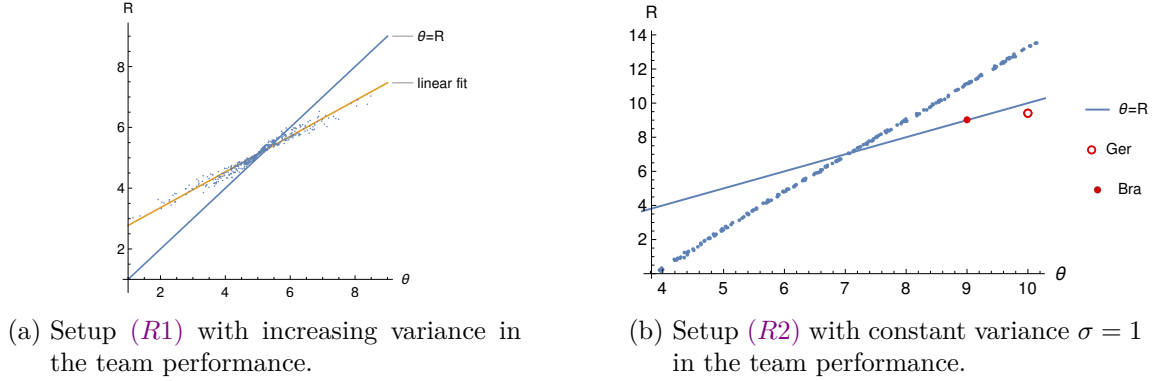 R
8
6
4
2
2
4
6
8
θ
θ=R
linear fit
R
14
12
10
8
6
4
2
4
5
6
7
8
9
10
θ
θ=R
Ger
Bra
(a) Setup (R1) with increasing variance in
the team performance.
(b) Setup (R2) with constant variance σ = 1
in the team performance.